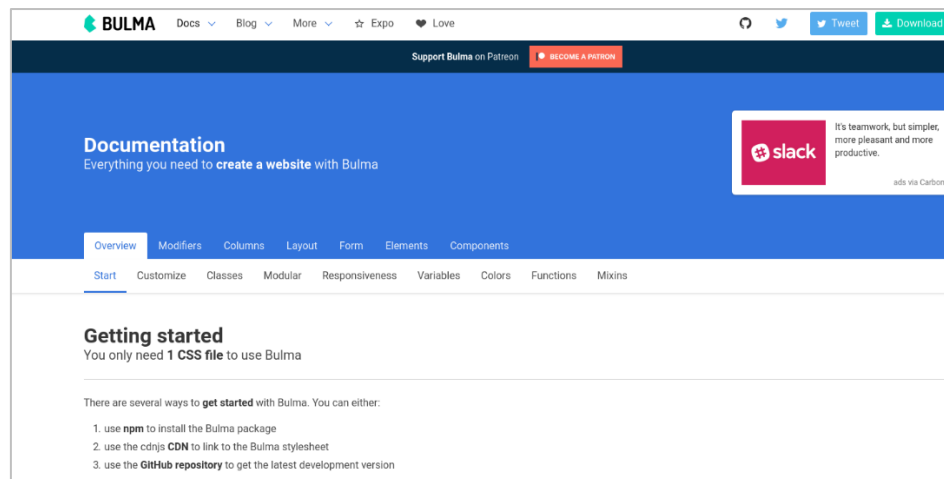 BULMA Docs Blog More Expo Love Tweet Download
Support Bulma on Patreon BECOME A PATRON
Documentation
Everything you need to create a website with Bulma
slack
It's teamwork, but simpler,
more pleasant and more
productive.
ads via Carbon
Overview Modifiers Columns Layout Form Elements Components
Start Customize Classes Modular Responsiveness Variables Colors Functions Mixins
Getting started
You only need 1 CSS file to use Bulma
There are several ways to get started with Bulma. You can either:
1. use npm to install the Bulma package
2. use the cdnjs CDN to link to the Bulma stylesheet
3. use the GitHub repository to get the latest development version